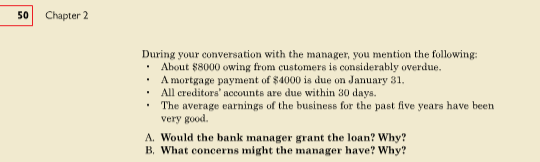 50 Chapter 2
During your conversation with the manager, you mention the following:
• About $8000 owing from customers is considerably overdue.
• A mortgage payment of $4000 is due on January 31.
• All creditors' accounts are due within 30 days.
• The average earnings of the business for the past five years have been
very good.
A. Would the bank manager grant the loan? Why?
B. What concerns might the manager have? Why?